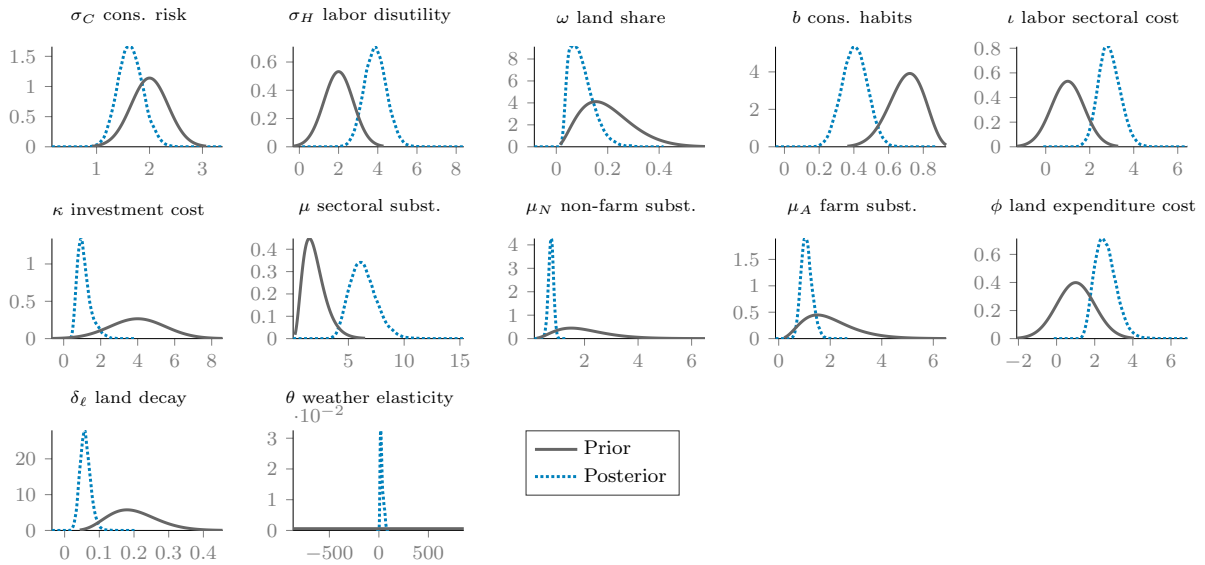 σ_C cons. risk
σ_H labor disutility
ω land share
b cons. habits
ι labor sectoral cost
1.5
1
0.5
0
1 2 3
0.6
0.4
0.2
0
0 2 4 6 8
8
6
4
2
0
0 0.2 0.4
4
2
0
0 0.2 0.4 0.6 0.8
0.8
0.6
0.4
0.2
0
0 2 4 6
κ investment cost
μ sectoral subst.
μ_N non-farm subst.
μ_A farm subst.
φ land expenditure cost
1
0.5
0
0 2 4 6 8
0.4
0.3
0.2
0.1
0
5 10 15
4
3
2
1
0
2 4 6
1.5
1
0.5
0
0 2 4 6
0.6
0.4
0.2
0
−2 0 2 4 6
δ_ℓ land decay
θ weather elasticity
20
10
0
0 0.1 0.2 0.3 0.4
·10^−2
3
2
1
0
−500 0 500
Prior
Posterior